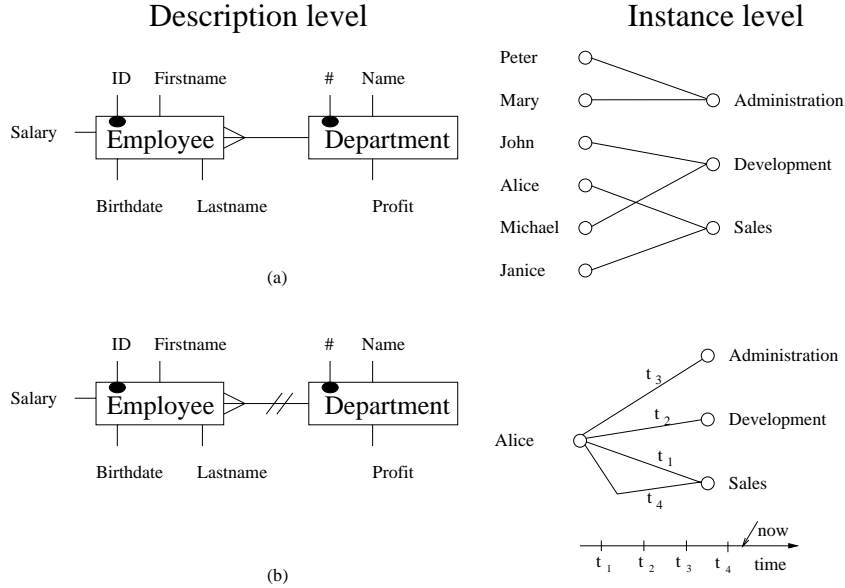 Description level
Instance level
ID Firstname
# Name
Salary
Employee
Department
Birthdate Lastname
Profit
(a)
Peter
Mary
John
Alice
Michael
Janice
Administration
Development
Sales
ID Firstname
# Name
Salary
Employee
Department
Birthdate Lastname
Profit
(b)
Alice
t 3
t 2
t 1
t 4
Administration
Development
Sales
now
t 1 t 2 t 3 t 4 time